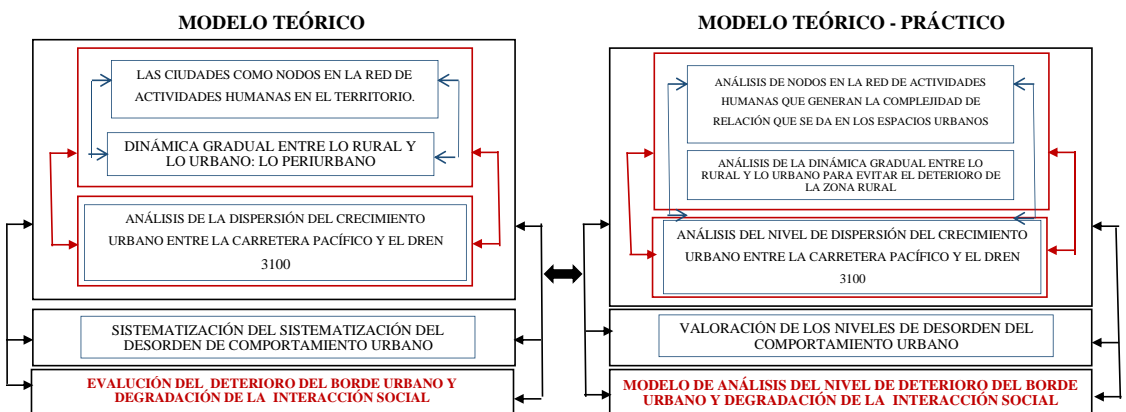 MODELO TEÓRICO
LAS CIUDADES COMO NODOS EN LA RED DE
ACTIVIDADES HUMANAS EN EL TERRITORIO.
DINÁMICA GRADUAL ENTRE LO RURAL Y
LO URBANO: LO PERIURBANO
ANÁLISIS DE LA DISPERSIÓN DEL CRECIMIENTO
URBANO ENTRE LA CARRETERA PACÍFICO Y EL DREN
3100
SISTEMATIZACIÓN DEL SISTEMATIZACIÓN DEL
DESORDEN DE COMPORTAMIENTO URBANO
EVALUCIÓN DEL DETERIORO DEL BORDE URBANO Y
DEGRADACIÓN DE LA INTERACCIÓ SOCIAL
MODELO TEÓRICO - PRÁCTICO
ANÁLISIS DE NODOS EN LA RED DE ACTIVIDADES
HUMANAS QUE GENERAN LA COMPLEJIDAD DE
RELACIÓN QUE SE DA EN LOS ESPACIOS URBANOS
ANÁLISIS DE LA DINÁMICA GRADUAL ENTRE LO
RURAL Y LO URBANO PARA EVITAR EL DETERIORO DE
LA ZONA RURAL
ANÁLISIS DEL NIVEL DE DISPERSIÓN DEL CRECIMIENTO
URBANO ENTRE LA CARRETERA PACÍFICO Y EL DREN
3100
VALORACIÓN DE LOS NIVELES DE DESORDEN DEL
COMPORTAMIENTO URBANO
MODELO DE ANÁLISIS DEL NIVEL DE DETERIORO DEL BORDE
URBANO Y DEGRADACIÓN DE LA INTERACCIÓ SOCIAL